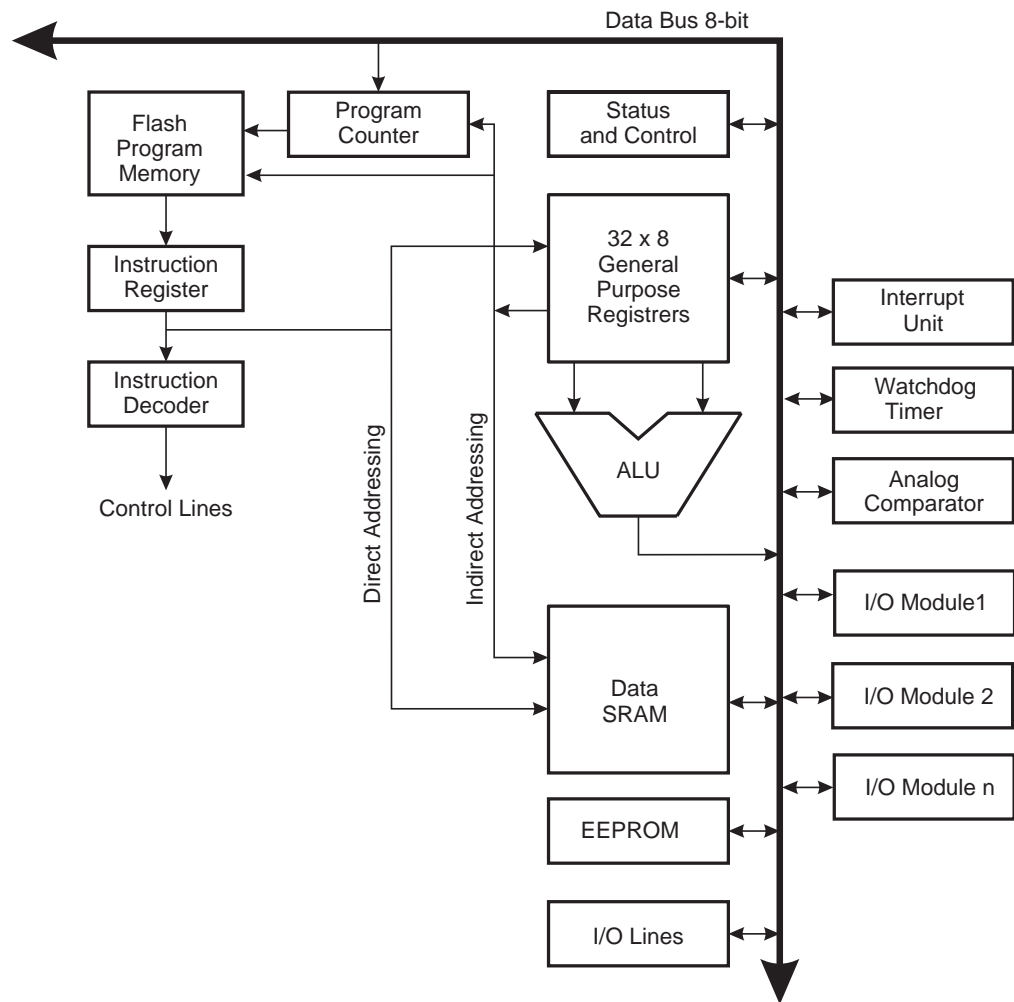 Data Bus 8-bit
Flash
Program
Memory
Program
Counter
Status
and Control
Instruction
Register
32 x 8
General
Purpose
Registrers
Interrupt
Unit
Instruction
Decoder
Watchdog
Timer
Control Lines
Direct Addressing
Indirect Addressing
ALU
Analog
Comparator
I/O Module1
Data
SRAM
I/O Module 2
I/O Module n
EEPROM
I/O Lines